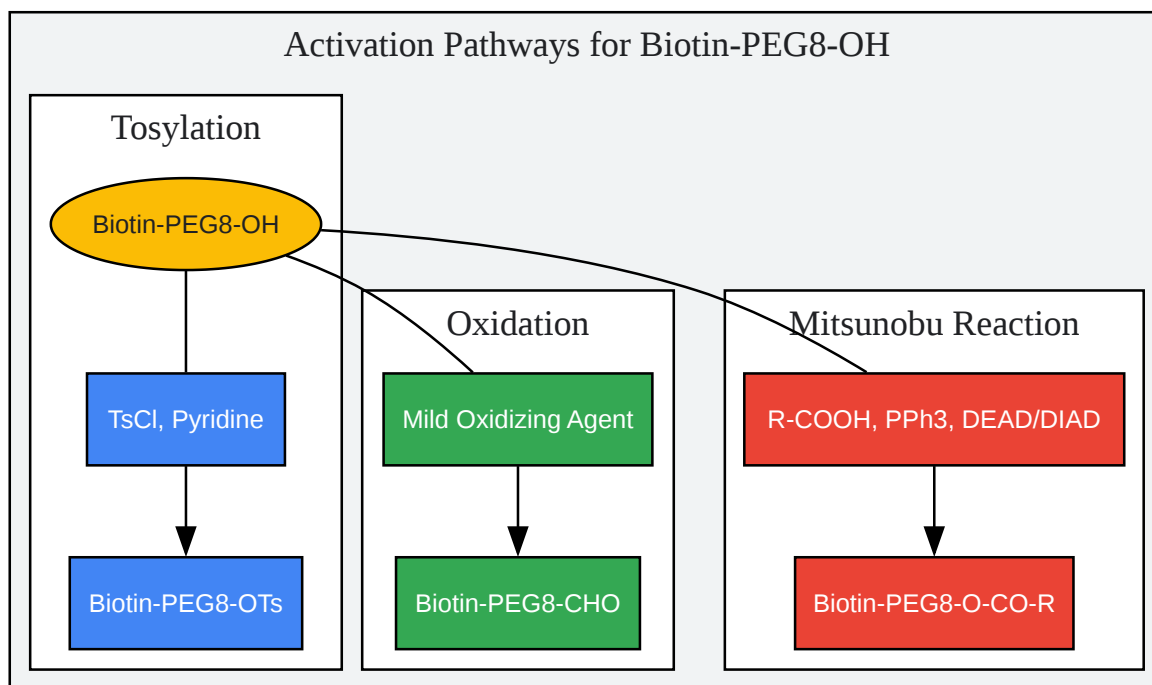 Activation Pathways for Biotin-PEG8-OH
Tosylation
Biotin-PEG8-OH
TsCl, Pyridine
Biotin-PEG8-OTs
Oxidation
Mild Oxidizing Agent
Biotin-PEG8-CHO
Mitsunobu Reaction
R-COOH, PPh3, DEAD/DIAD
Biotin-PEG8-O-CO-R